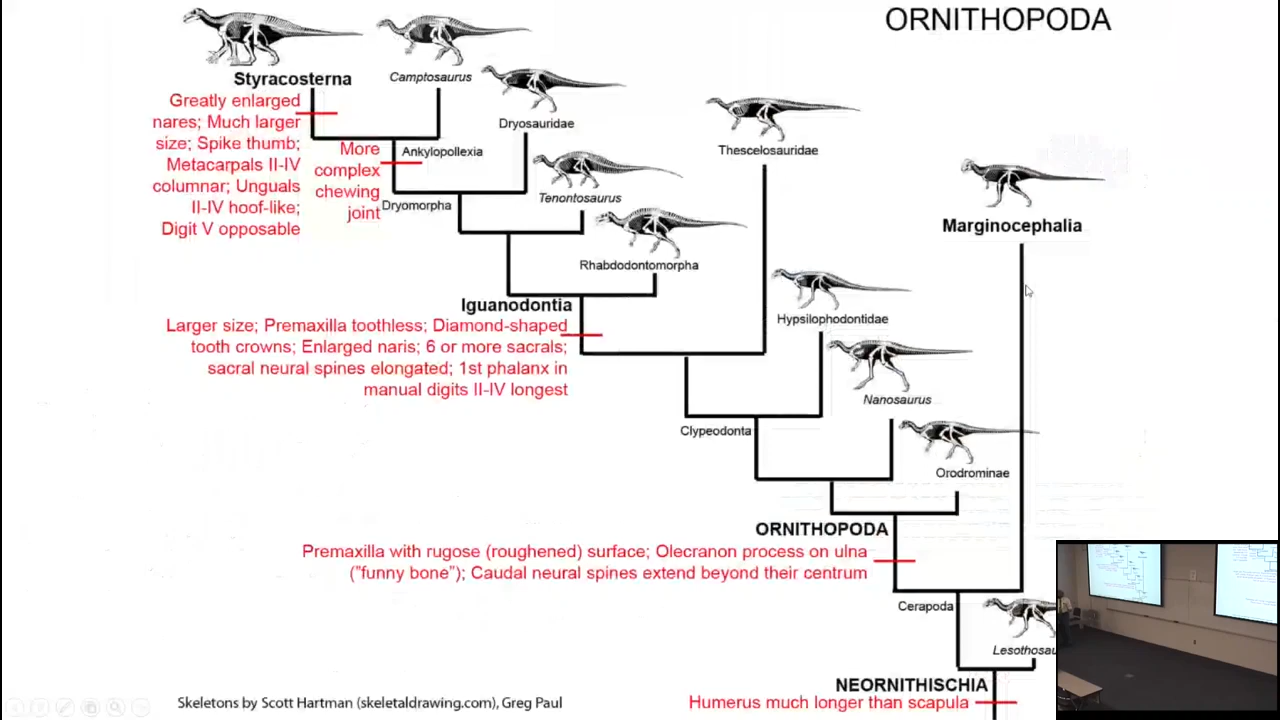 ORNITHOPODA
Styracosterna
Camptosaurus
Greatly enlarged
nares; Much larger
size; Spike thumb;
Metacarpals II-IV
columnar; Unguals
II-IV hoof-like;
Digit V opposable
More
complex
chewing
joint
Ankylopollexia
Dryosauridae
Dryomorpha
Tenontosaurus
Rhabdodontomorpha
Thescelosauridae
Marginocephalia
Iguanodontia
Larger size; Premaxilla toothless; Diamond-shaped
tooth crowns; Enlarged naris; 6 or more sacrals;
sacral neural spines elongated; 1st phalanx in
manual digits II-IV longest
Hypsilophodontidae
Nanosaurus
Clypeodonta
Orodrominae
ORNITHOPODA
Premaxilla with rugose (roughened) surface; Olecranon process on ulna
("funny bone"); Caudal neural spines extend beyond their centrum
Cerapoda
Lesothosau
NEORNITHISCHIA
Humerus much longer than scapula
Skeletons by Scott Hartman (skeletaldrawing.com), Greg Paul